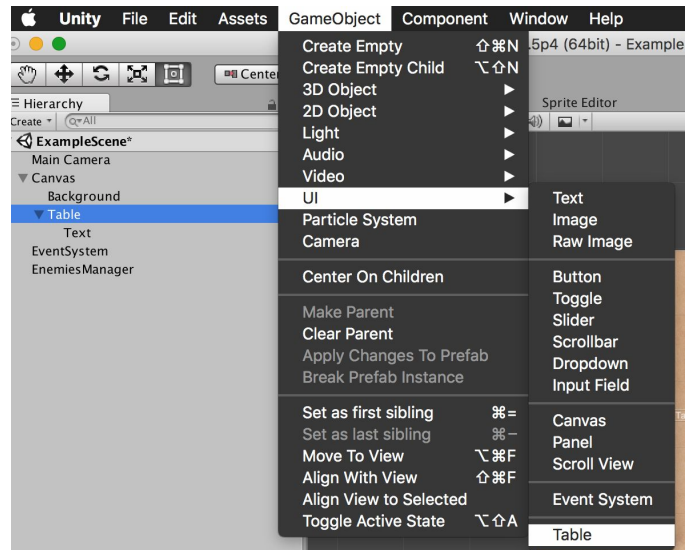 Unity File Edit Assets GameObject Component Window Help
.5p4 (64bit) - Example
Center
Hierarchy
Create
All
ExampleScene*
Main Camera
Canvas
Background
Table
Text
EventSystem
EnemiesManager
Create Empty ⇧⌘N
Create Empty Child ⌥⇧N
3D Object
2D Object
Light
Audio
Video
UI
Particle System
Camera
Center On Children
Make Parent
Clear Parent
Apply Changes To Prefab
Break Prefab Instance
Set as first sibling ⌘=
Set as last sibling ⌘−
Move To View ⌥⌘F
Align With View ⇧⌘F
Align View to Selected
Toggle Active State ⌥⇧A
Sprite Editor
Text
Image
Raw Image
Button
Toggle
Slider
Scrollbar
Dropdown
Input Field
Canvas
Panel
Scroll View
Event System
Table